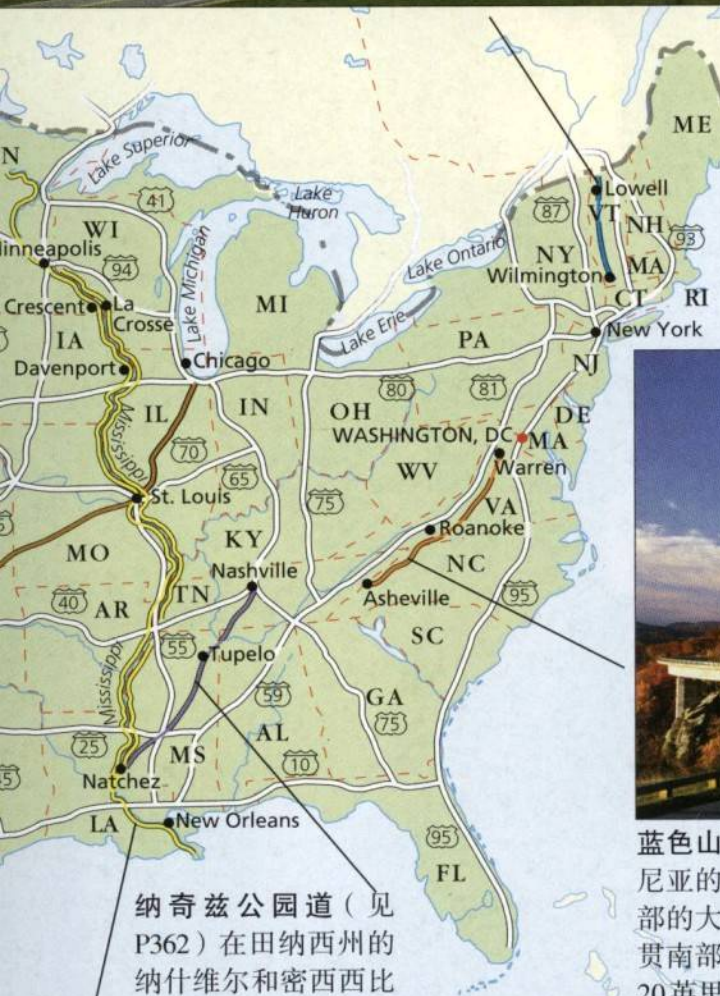 ME
Lake Superior
N
Lake
Huron
41
Lowell
87
VT
NH
93
WI
Lake Michigan
Lake Ontario
NY
MA
94
Wilmington
CT
RI
Crescent
La
Crosse
MI
Lake Erie
New York
IA
PA
NJ
Chicago
Davenport
80
81
IL
IN
OH
DE
WASHINGTON, DC
MA
Mississippi
70
WV
Warren
65
St. Louis
75
VA
KY
Roanoke
MO
NC
Nashville
40
TN
Asheville
95
AR
SC
55
Tupelo
Mississippi
59
GA
75
AL
25
MS
10
Natchez
LA
New Orleans
95
FL
蓝色山
尼亚的
部的大
贯南部
20英里
纳奇兹公园道（见
P362）在田纳西州的
纳什维尔和密西西比